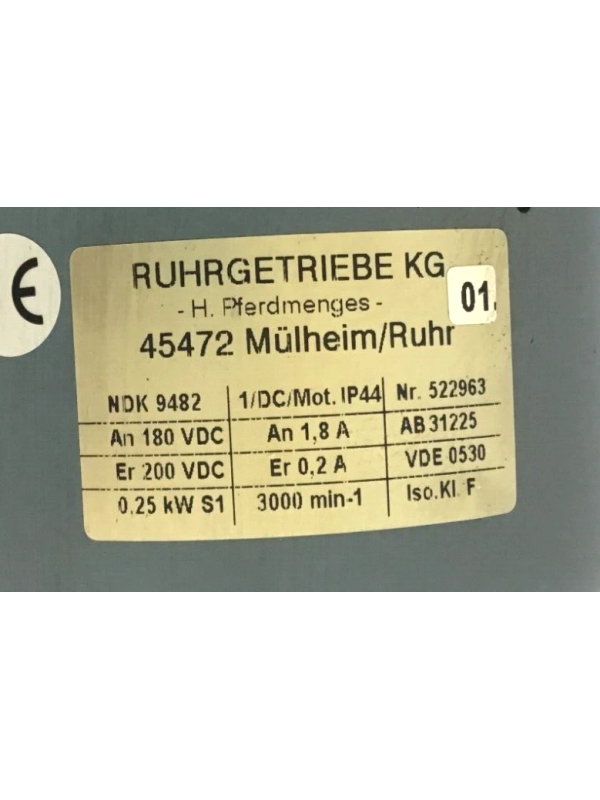 CE
RUHRGETRIEBE KG
01.
- H. Pferdmenges -
45472 Mülheim/Ruhr
NDK 9482 1/DC/Mot. IP44 Nr. 522963
An 180 VDC An 1,8 A AB 31225
Er 200 VDC Er 0,2 A VDE 0530
0,25 kW S1 3000 min-1 Iso.Kl. F